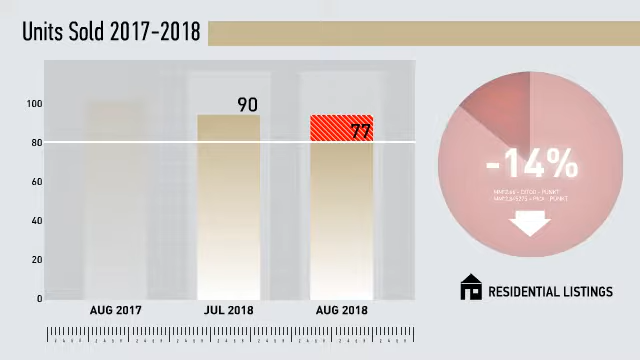 Units Sold 2017-2018
100
80
60
40
20
0
90
77
AUG 2017
JUL 2018
AUG 2018
-14%
RESIDENTIAL LISTINGS